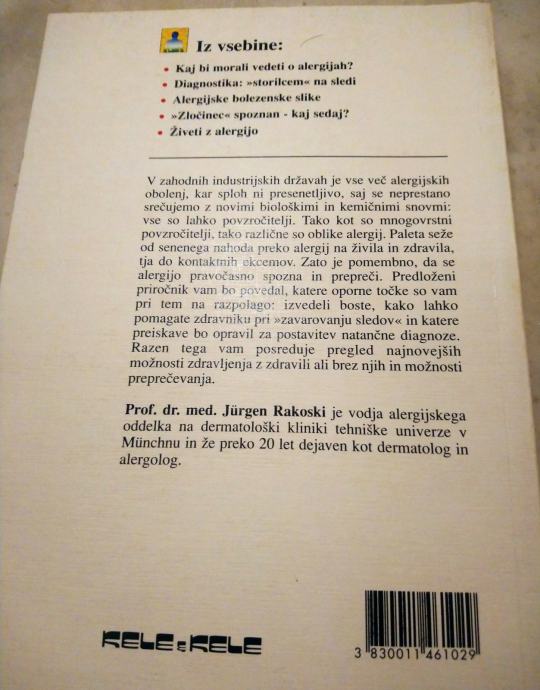 Iz vsebine:
• Kaj bi morali vedeti o alergijah?
• Diagnostika: »storilcem« na sledi
• Alergijske bolezenske slike
• »Zločinec« spoznan - kaj sedaj?
• Živeti z alergijo
V zahodnih industrijskih državah je vse več alergijskih
obolenj, kar sploh ni presenetljivo, saj se neprestano
srečujemo z novimi biološkimi in kemičnimi snovmi:
vse so lahko povzročitelji. Tako kot so mnogovrstni
povzročitelji, tako različne so oblike alergij. Paleta seže
od senenega nahoda preko alergij na živila in zdravila,
tja do kontaktnih ekcemov. Zato je pomembno, da se
alergijo pravočasno spozna in prepreči. Predloženi
priročnik vam bo povedal, katere oporne točke so vam
pri tem na razpolago: izvedeli boste, kako lahko
pomagate zdravniku pri »zavarovanju sledov« in katere
preiskave bo opravil za postavitev natančne diagnoze.
Razen tega vam posreduje pregled najnovejših
možnosti zdravljenja z zdravili ali brez njih in možnosti
preprečevanja.
Prof. dr. med. Jürgen Rakoski je vodja alergijskega
oddelka na dermatološki kliniki tehniške univerze v
Münchnu in že preko 20 let dejaven kot dermatolog in
alergolog.
KELE & KELE
3 830011 461029